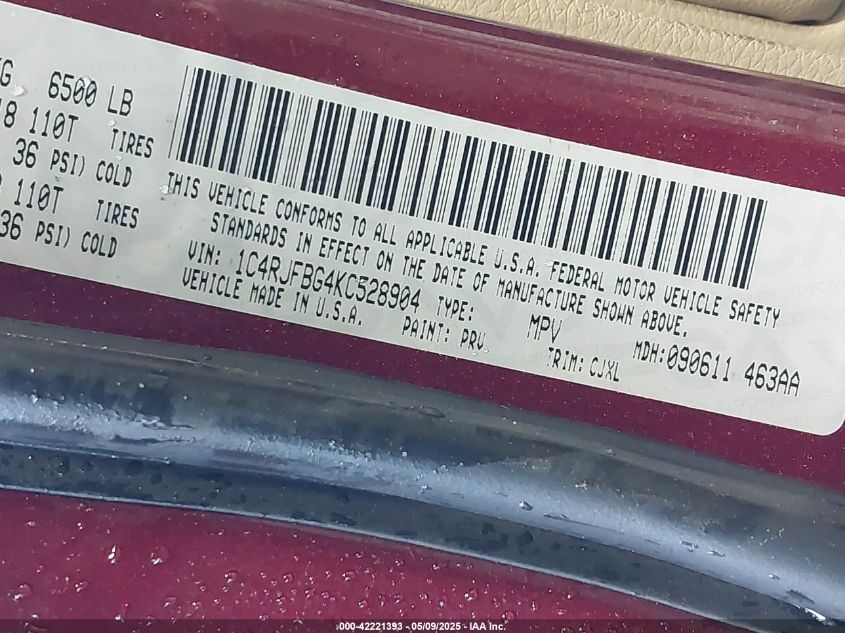 KG 6500 LB
18 110T TIRES
36 PSI) COLD
110T TIRES
36 PSI) COLD
THIS VEHICLE CONFORMS TO ALL APPLICABLE U.S.A. FEDERAL MOTOR VEHICLE SAFETY
STANDARDS IN EFFECT ON THE DATE OF MANUFACTURE SHOWN ABOVE.
VIN: 1C4RJFBG4KC528904 TYPE: MPV MDH:090611 463AA
VEHICLE MADE IN U.S.A. PAINT: PRV TRIM: CJXL
000-42221393 - 05/09/2025 - IAA Inc.